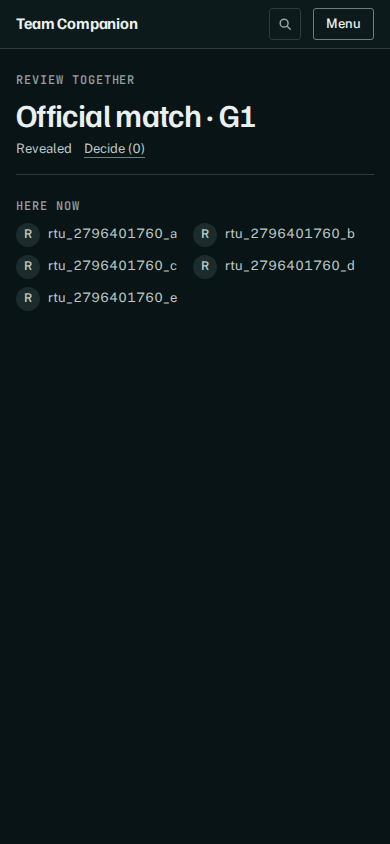 Team Companion
Menu
REVIEW TOGETHER
Official match · G1
Revealed Decide (0)
HERE NOW
R rtu_2796401760_a R rtu_2796401760_b
R rtu_2796401760_c R rtu_2796401760_d
R rtu_2796401760_e